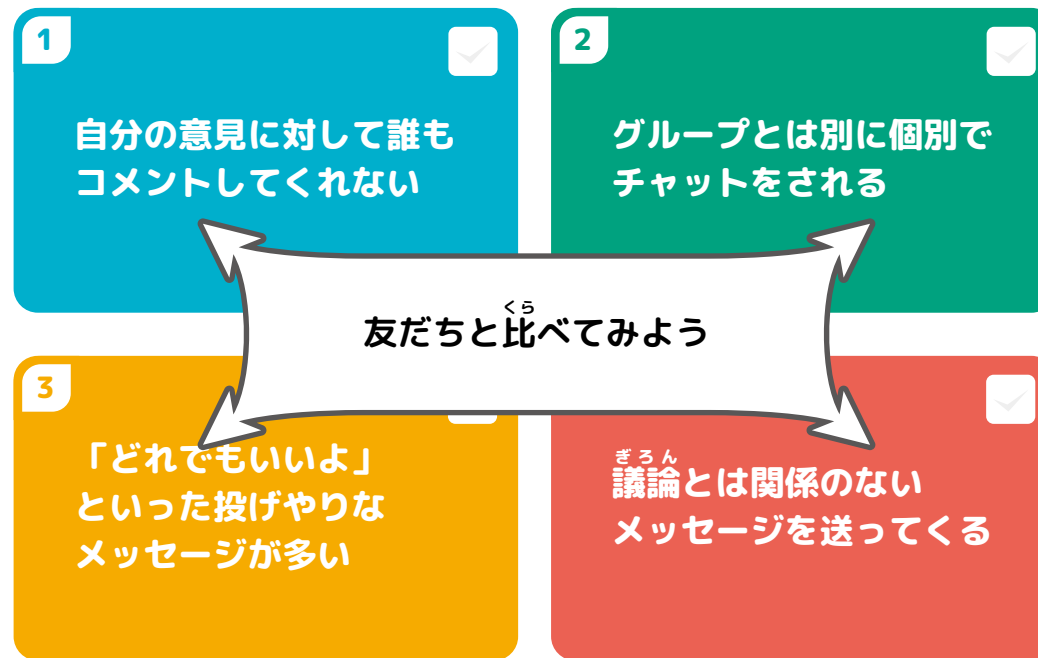 1
自分の意見に対して誰も
コメントしてくれない
2
グループとは別に個別で
チャットをされる
くら
友だちと比べてみよう
3
「どれでもいいよ」
といった投げやりな
メッセージが多い
ぎろん
議論とは関係のない
メッセージを送ってくる